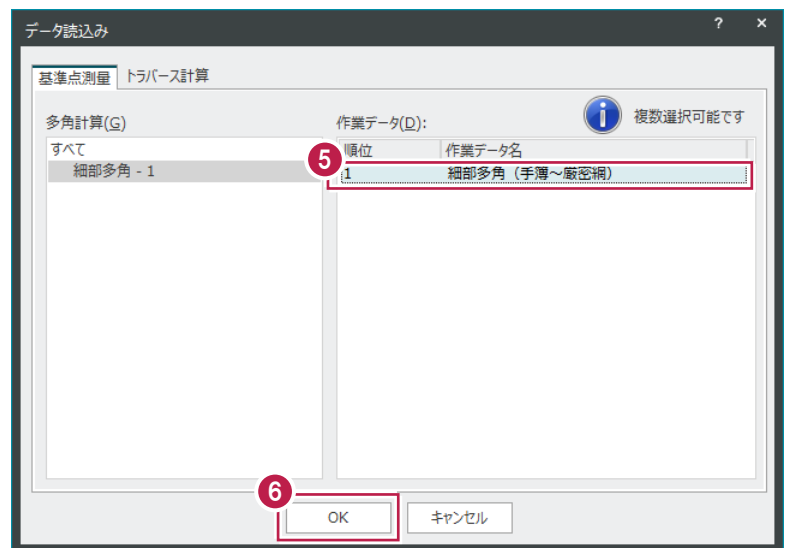 データ読込み ? ×
基準点測量 トラバース計算
多角計算(G) 作業データ(D): i 複数選択可能です
すべて 順位 作業データ名
細部多角 - 1 5 1 細部多角（手薄～厳密網）
6
OK キャンセル